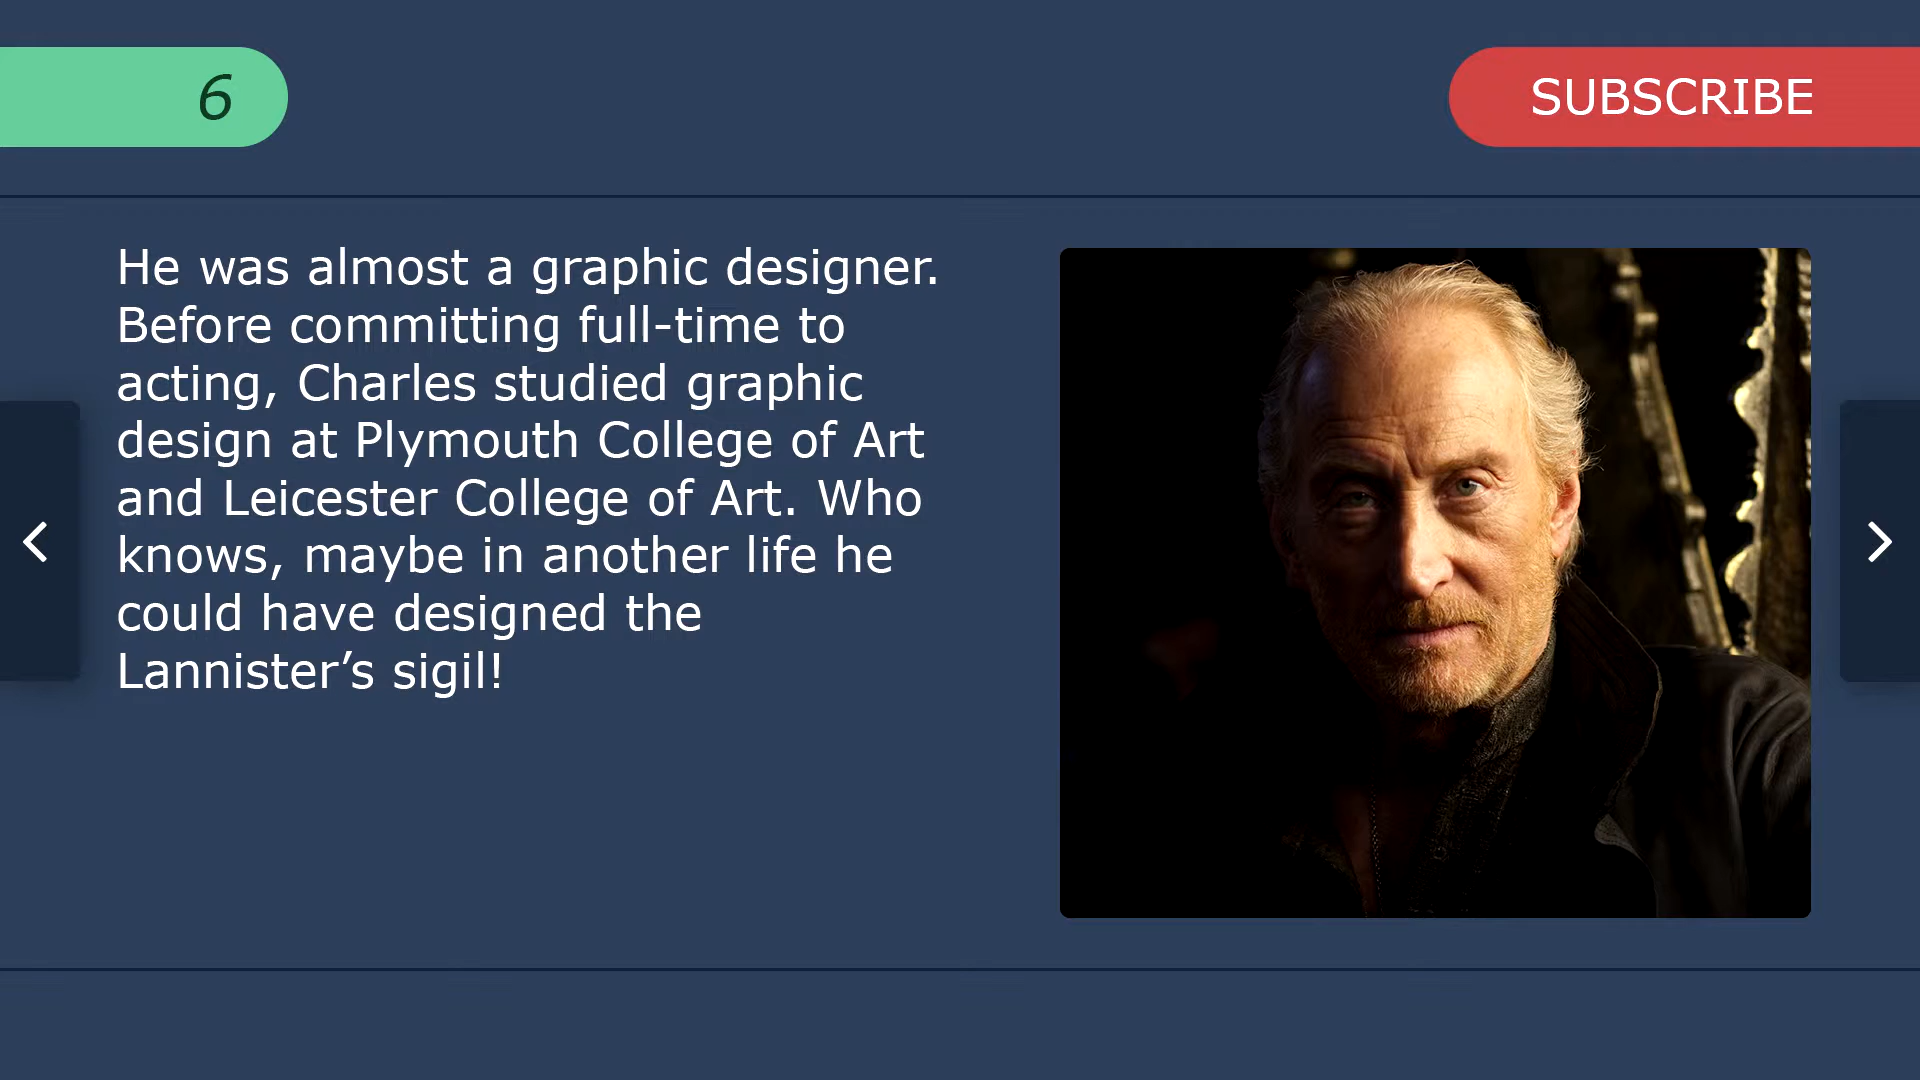 6
SUBSCRIBE
He was almost a graphic designer.
Before committing full-time to
acting, Charles studied graphic
design at Plymouth College of Art
and Leicester College of Art. Who
knows, maybe in another life he
could have designed the
Lannister’s sigil!